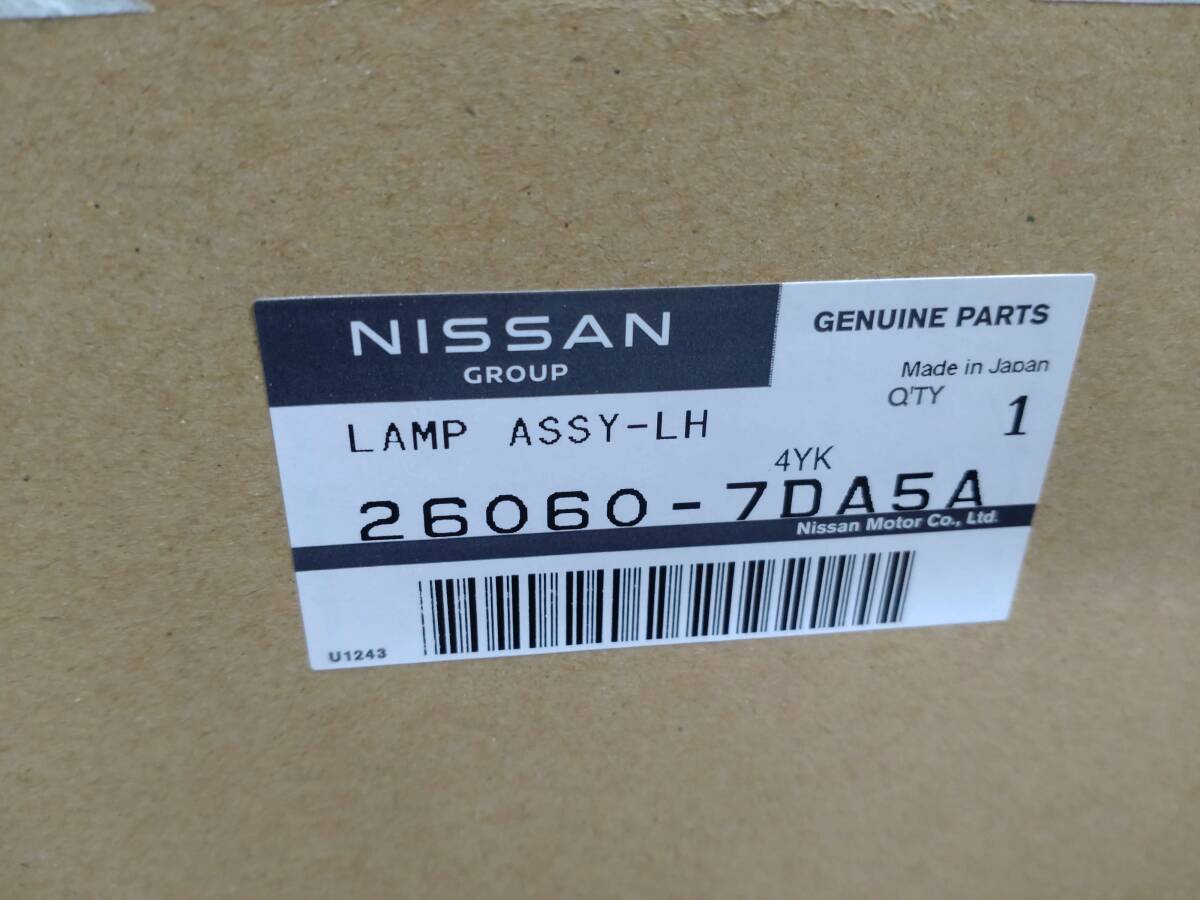 NISSAN
GROUP
GENUINE PARTS
Made in Japan
Q'TY
1
LAMP ASSY-LH
4YK
26060-7DA5A
Nissan Motor Co., Ltd.
U1243